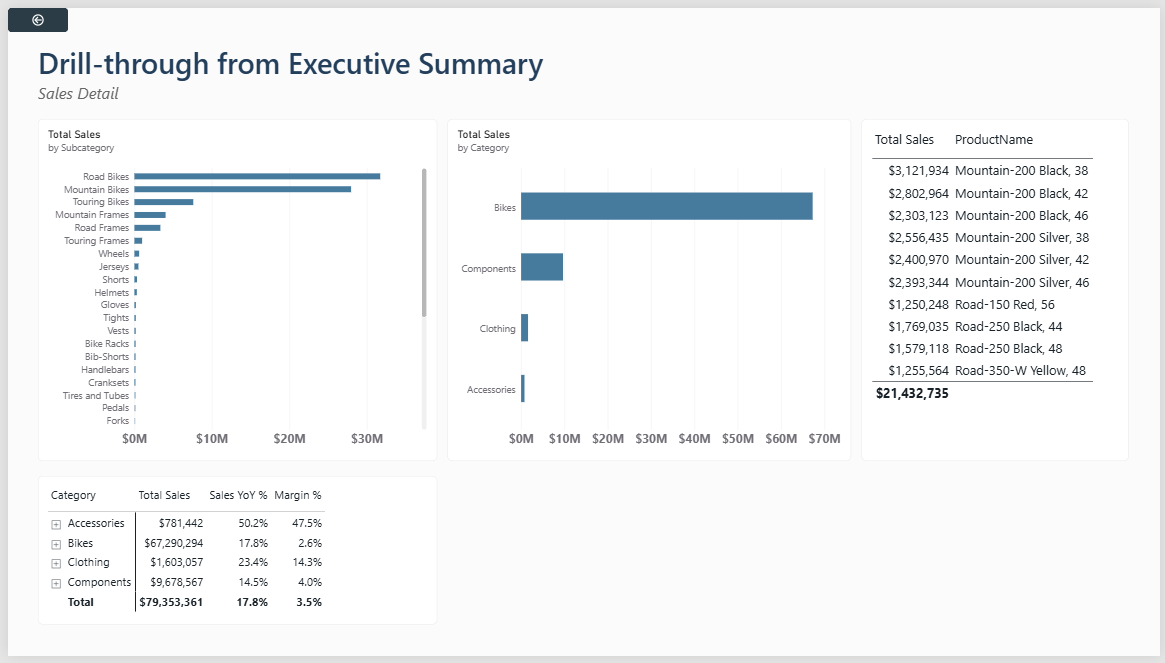 Drill-through from Executive Summary
Sales Detail
Total Sales
by Subcategory
Road Bikes
Mountain Bikes
Touring Bikes
Mountain Frames
Road Frames
Touring Frames
Wheels
Jerseys
Shorts
Helmets
Gloves
Tights
Vests
Bike Racks
Bib-Shorts
Handlebars
Cranksets
Tires and Tubes
Pedals
Forks
$0M $10M $20M $30M
Total Sales
by Category
Bikes
Components
Clothing
Accessories
$0M $10M $20M $30M $40M $50M $60M $70M
Total Sales ProductName
$3,121,934 Mountain-200 Black, 38
$2,802,964 Mountain-200 Black, 42
$2,303,123 Mountain-200 Black, 46
$2,556,435 Mountain-200 Silver, 38
$2,400,970 Mountain-200 Silver, 42
$2,393,344 Mountain-200 Silver, 46
$1,250,248 Road-150 Red, 56
$1,769,035 Road-250 Black, 44
$1,579,118 Road-250 Black, 48
$1,255,564 Road-350-W Yellow, 48
$21,432,735
Category Total Sales Sales YoY % Margin %
Accessories $781,442 50.2% 47.5%
Bikes $67,290,294 17.8% 2.6%
Clothing $1,603,057 23.4% 14.3%
Components $9,678,567 14.5% 4.0%
Total $79,353,361 17.8% 3.5%